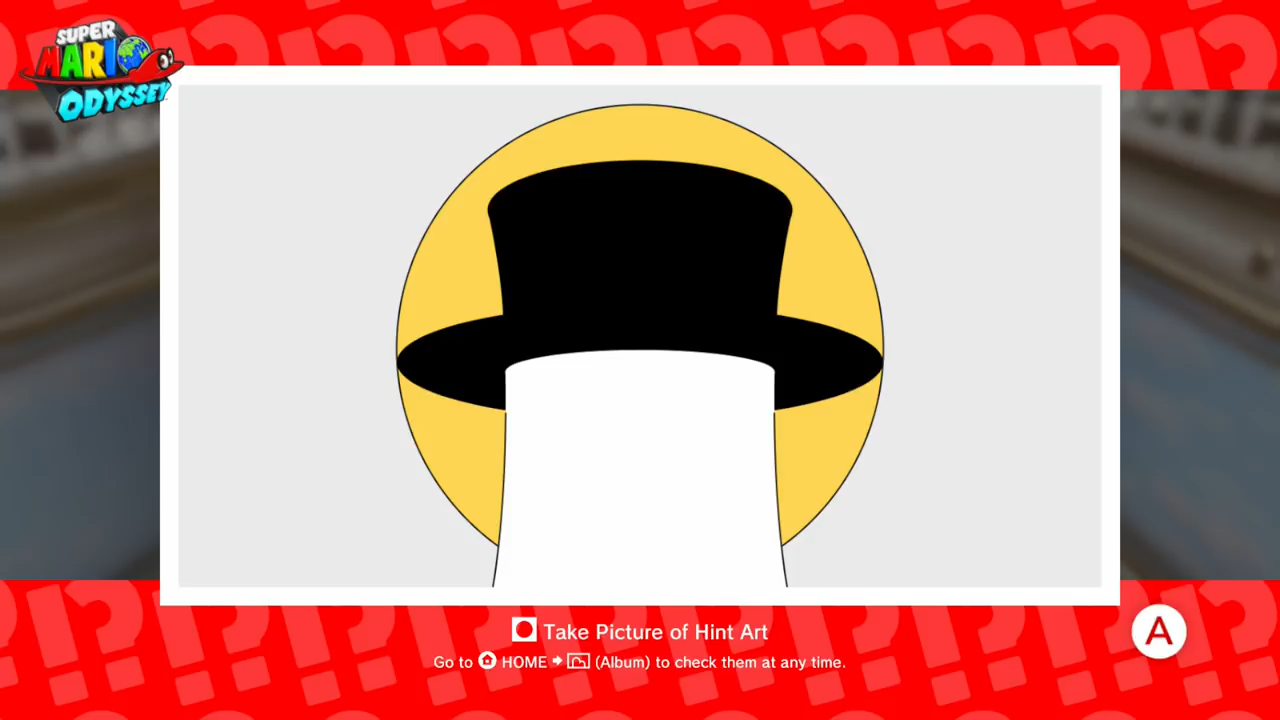 SUPER
MARIO
ODYSSEY
Take Picture of Hint Art
A
Go to HOME (Album) to check them at any time.